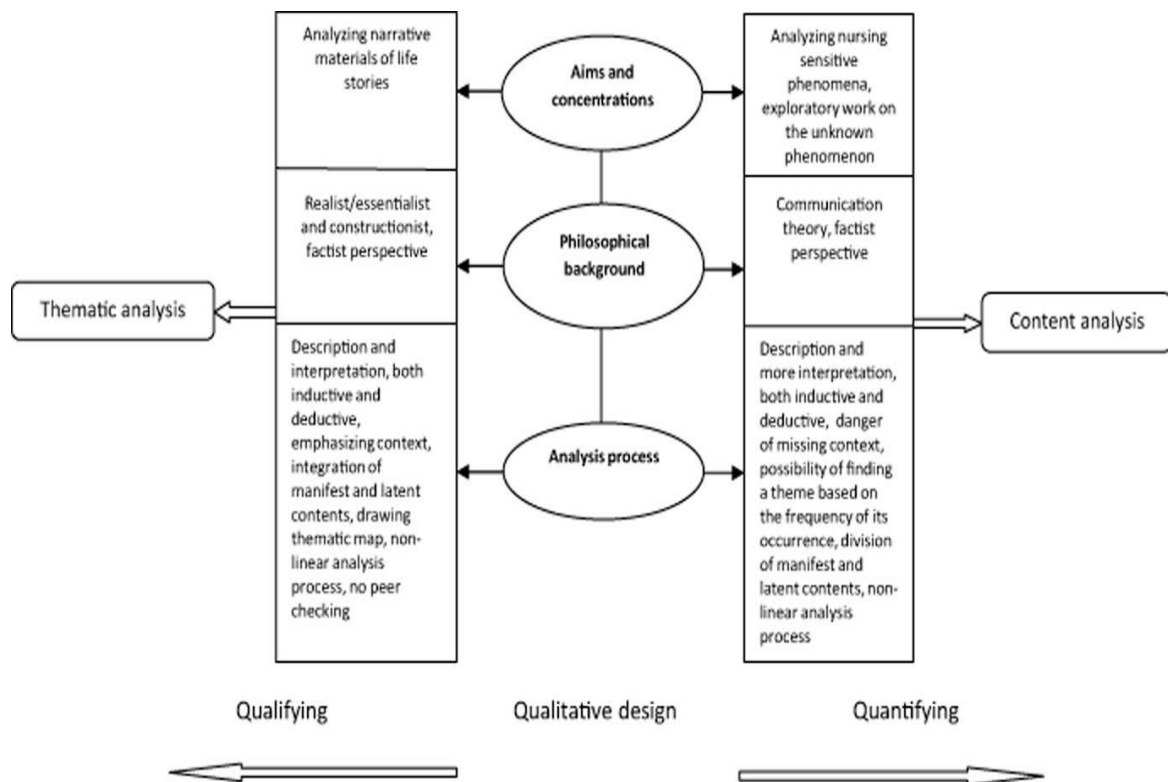 Analyzing narrative
materials of life
stories
Aims and
concentrations
Analyzing nursing
sensitive
phenomena,
exploratory work on
the unknown
phenomenon
Realist/essentialist
and constructionist,
factist perspective
Philosophical
background
Communication
theory, factist
perspective
Thematic analysis
Content analysis
Description and
interpretation, both
inductive and
deductive,
emphasizing context,
integration of
manifest and latent
contents, drawing
thematic map, non-
linear analysis
process, no peer
checking
Analysis process
Description and
more interpretation,
both inductive and
deductive, danger
of missing context,
possibility of finding
a theme based on
the frequency of its
occurrence, division
of manifest and
latent contents, non-
linear analysis
process
Qualifying
Qualitative design
Quantifying